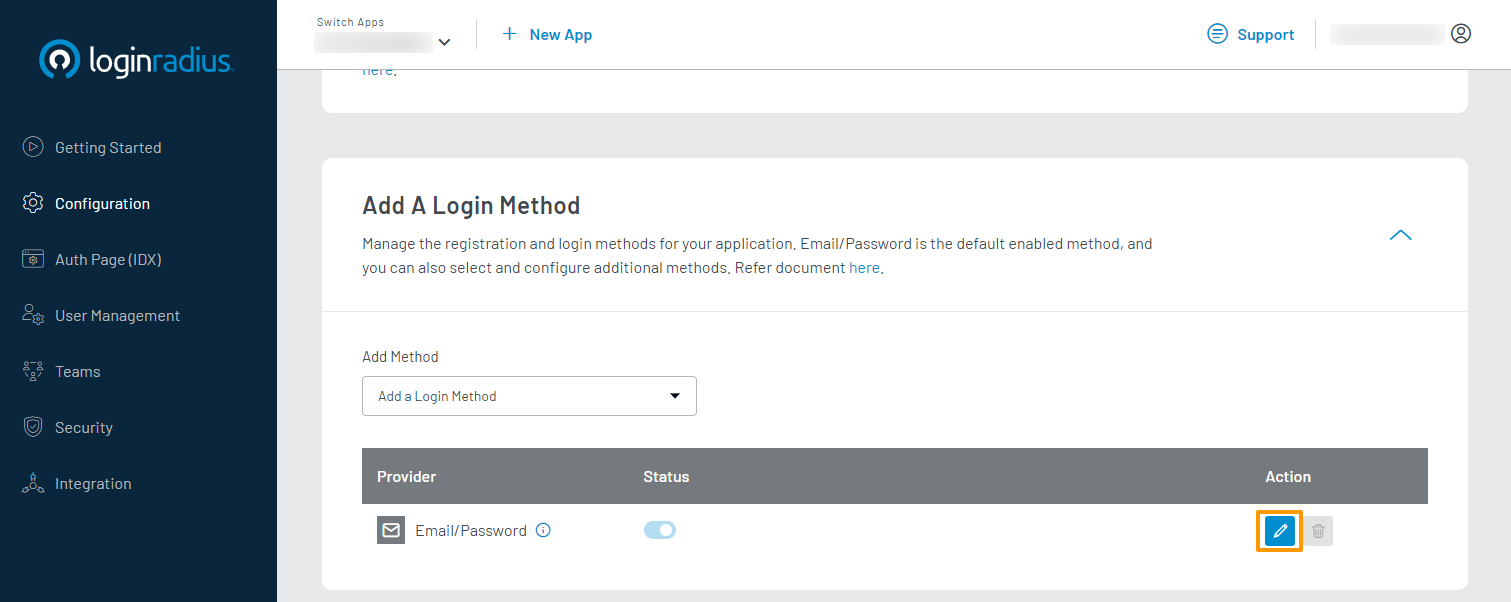 loginradius
Getting Started
Configuration
Auth Page (IDX)
User Management
Teams
Security
Integration
Switch Apps
New App
Support
here.
Add A Login Method
Manage the registration and login methods for your application. Email/Password is the default enabled method, and
you can also select and configure additional methods. Refer document here.
Add Method
Add a Login Method
Provider Status Action
Email/Password